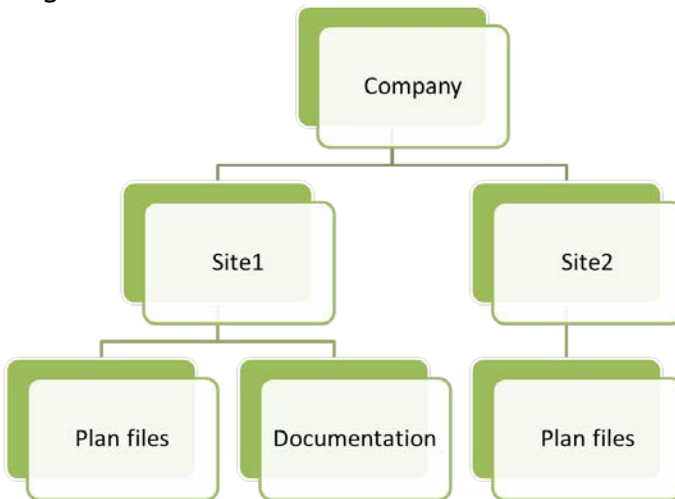 Company
Site1
Site2
Plan files
Documentation
Plan files